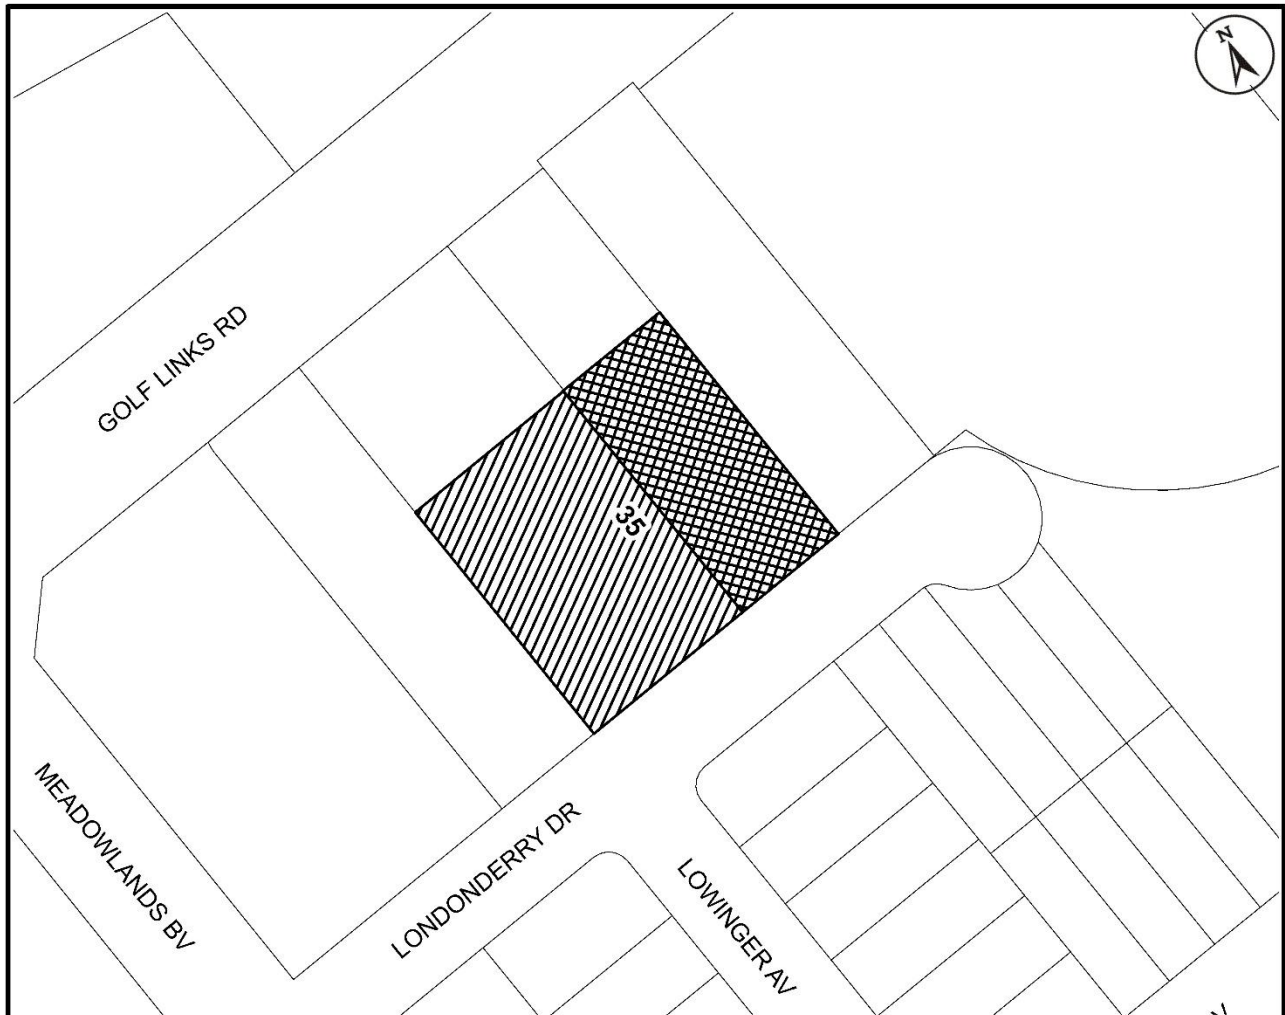 N
GOLF LINKS RD
35
MEADOWLANDS BV
LONDONDERRY DR
LOWINGER AV